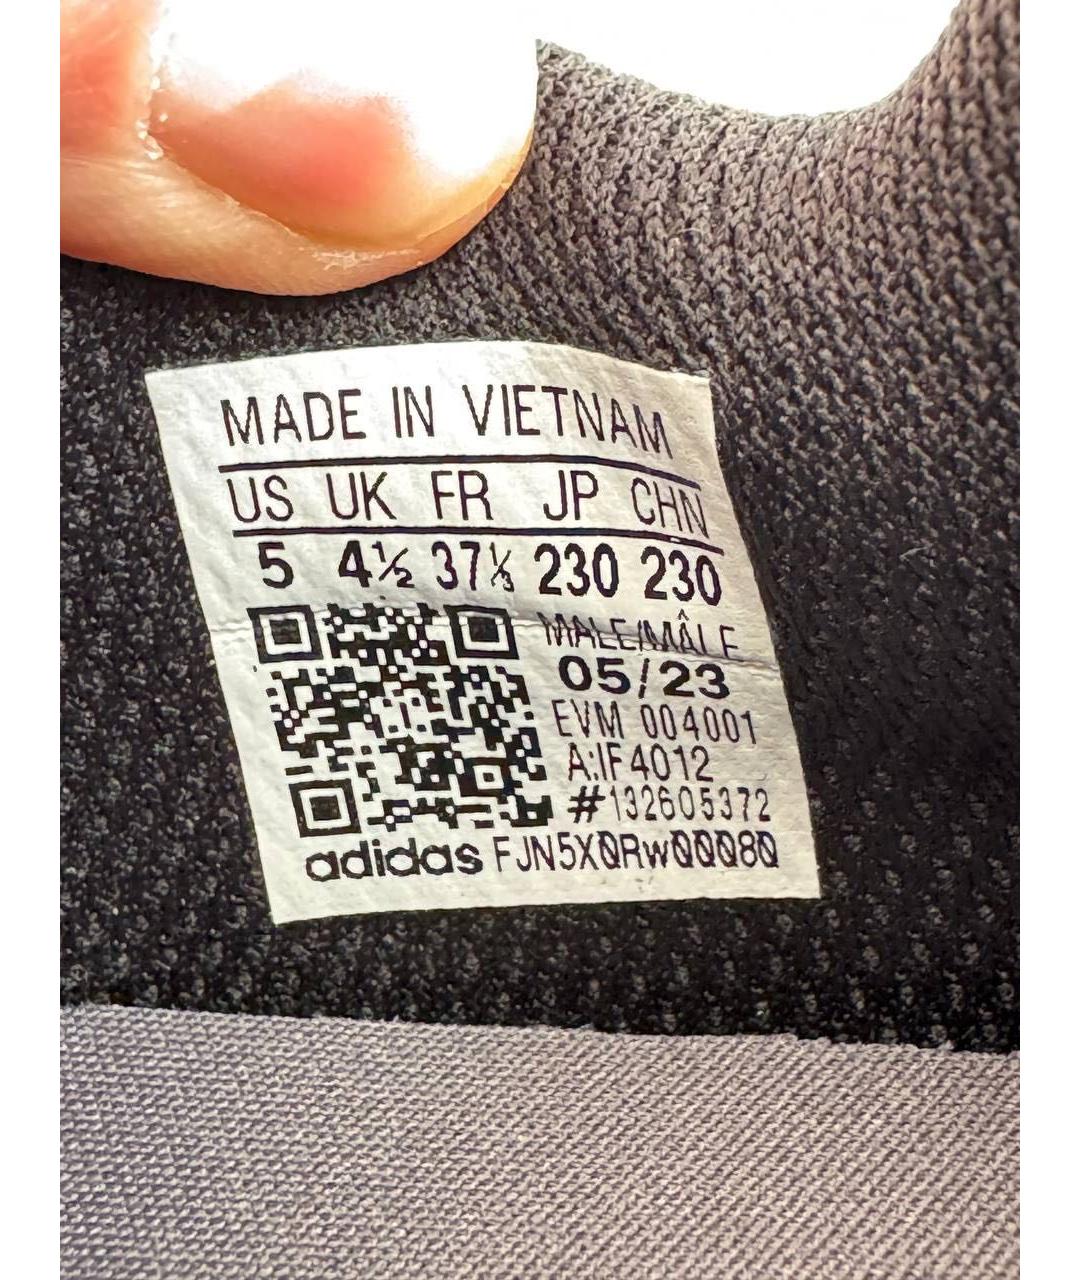 MADE IN VIETNAM
US UK FR JP CHN
5 4½ 37⅓ 230 230
MALE/MÂLE
05/23
EVM 004001
A:IF4012
#132605372
adidas FJN5X0Rw00080